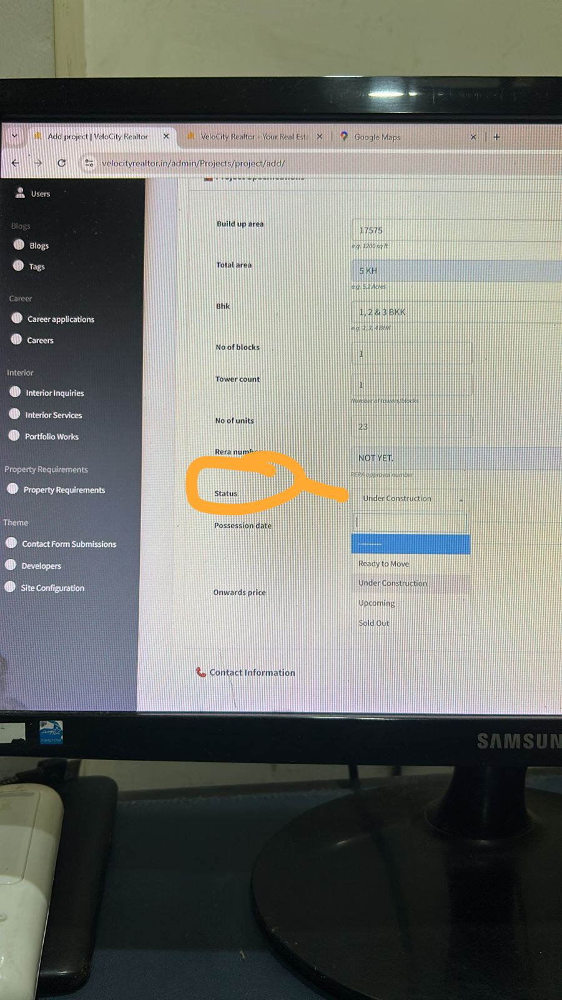 Add project | VeloCity Realtor
VeloCity Realtor - Your Real Est
Google Maps
velocityrealtor.in/admin/Projects/project/add/
Users
Blogs
Blogs
Tags
Career
Career applications
Careers
Interior
Interior Inquiries
Interior Services
Portfolio Works
Property Requirements
Property Requirements
Theme
Contact Form Submissions
Developers
Site Configuration
Build up area
17575
e.g. 1200 sq ft
Total area
5 KH
e.g. 5.2 Acres
Bhk
1, 2 & 3 BKK
e.g. 2, 3, 4 BHK
No of blocks
1
Tower count
1
Number of towers/blocks
No of units
23
Rera number
NOT YET.
RERA approval number
Status
Under Construction
Possession date
---------
Ready to Move
Under Construction
Upcoming
Sold Out
Onwards price
Contact Information
SAMSUN
ENERGY STAR